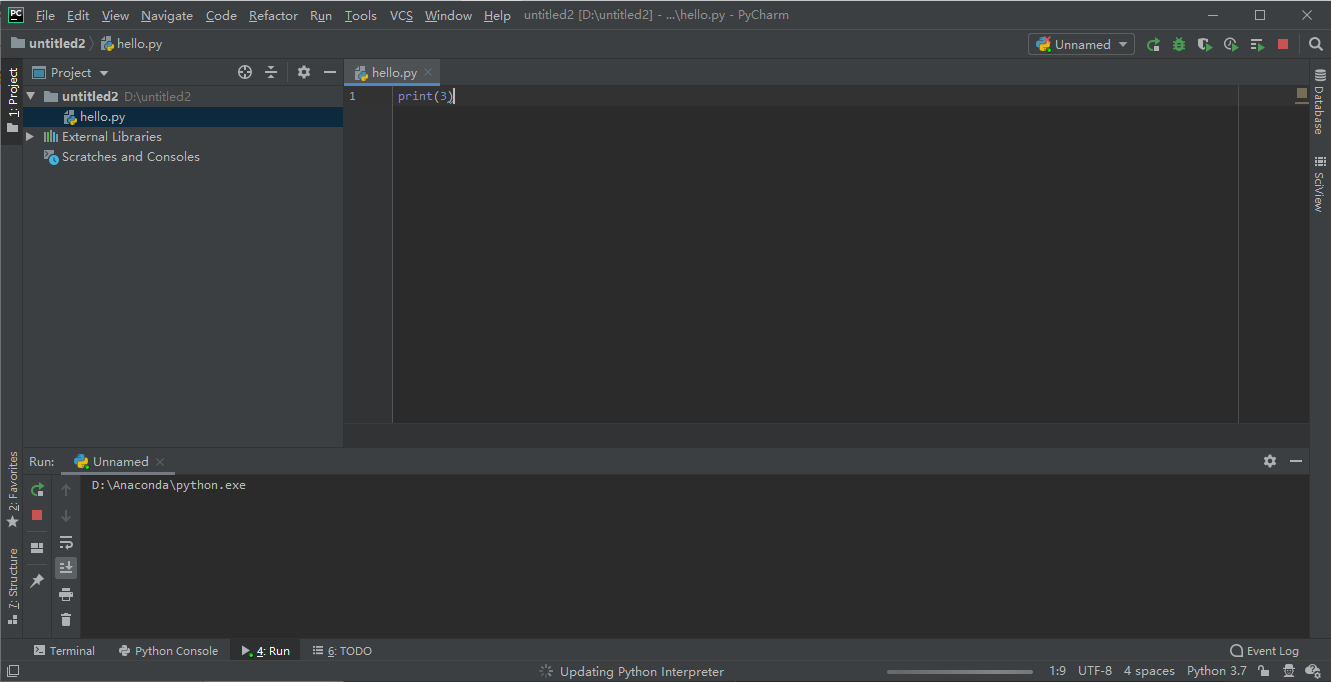 PC File Edit View Navigate Code Refactor Run Tools VCS Window Help untitled2 [D:\untitled2] - ...\hello.py - PyCharm
untitled2 hello.py Unnamed
1: Project
Project
hello.py
untitled2 D:\untitled2
1 print(3)
hello.py
External Libraries
Scratches and Consoles
Database
SciView
Run: Unnamed
D:\Anaconda\python.exe
2: Favorites
7: Structure
Terminal Python Console 4: Run 6: TODO Event Log
Updating Python Interpreter 1:9 UTF-8 4 spaces Python 3.7